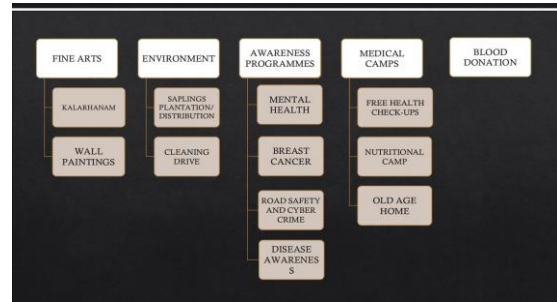 FINE ARTS
KALARHANAM
WALL
PAINTINGS
ENVIRONMENT
SAPLINGS
PLANTATION/
DISTRIBUTION
CLEANING
DRIVE
AWARENESS
PROGRAMMES
MENTAL
HEALTH
BREAST
CANCER
ROAD SAFETY
AND CYBER
CRIME
DISEASE
AWARENES
S
MEDICAL
CAMPS
FREE HEALTH
CHECK-UPS
NUTRITIONAL
CAMP
OLD AGE
HOME
BLOOD
DONATION